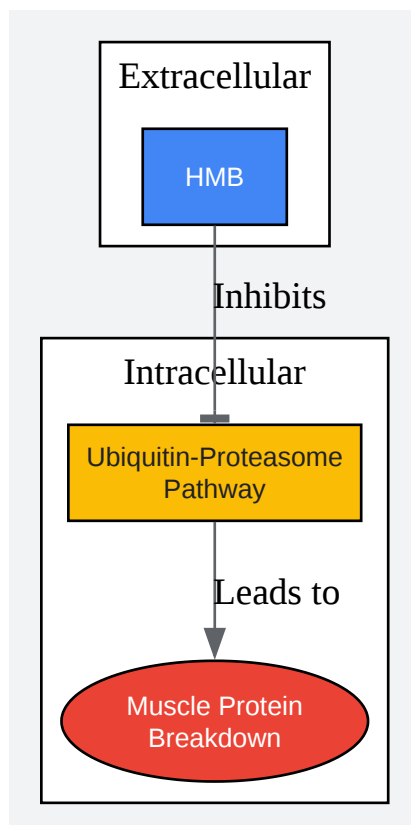 Extracellular
HMB
Inhibits
Intracellular
Ubiquitin-Proteasome
Pathway
Leads to
Muscle Protein
Breakdown